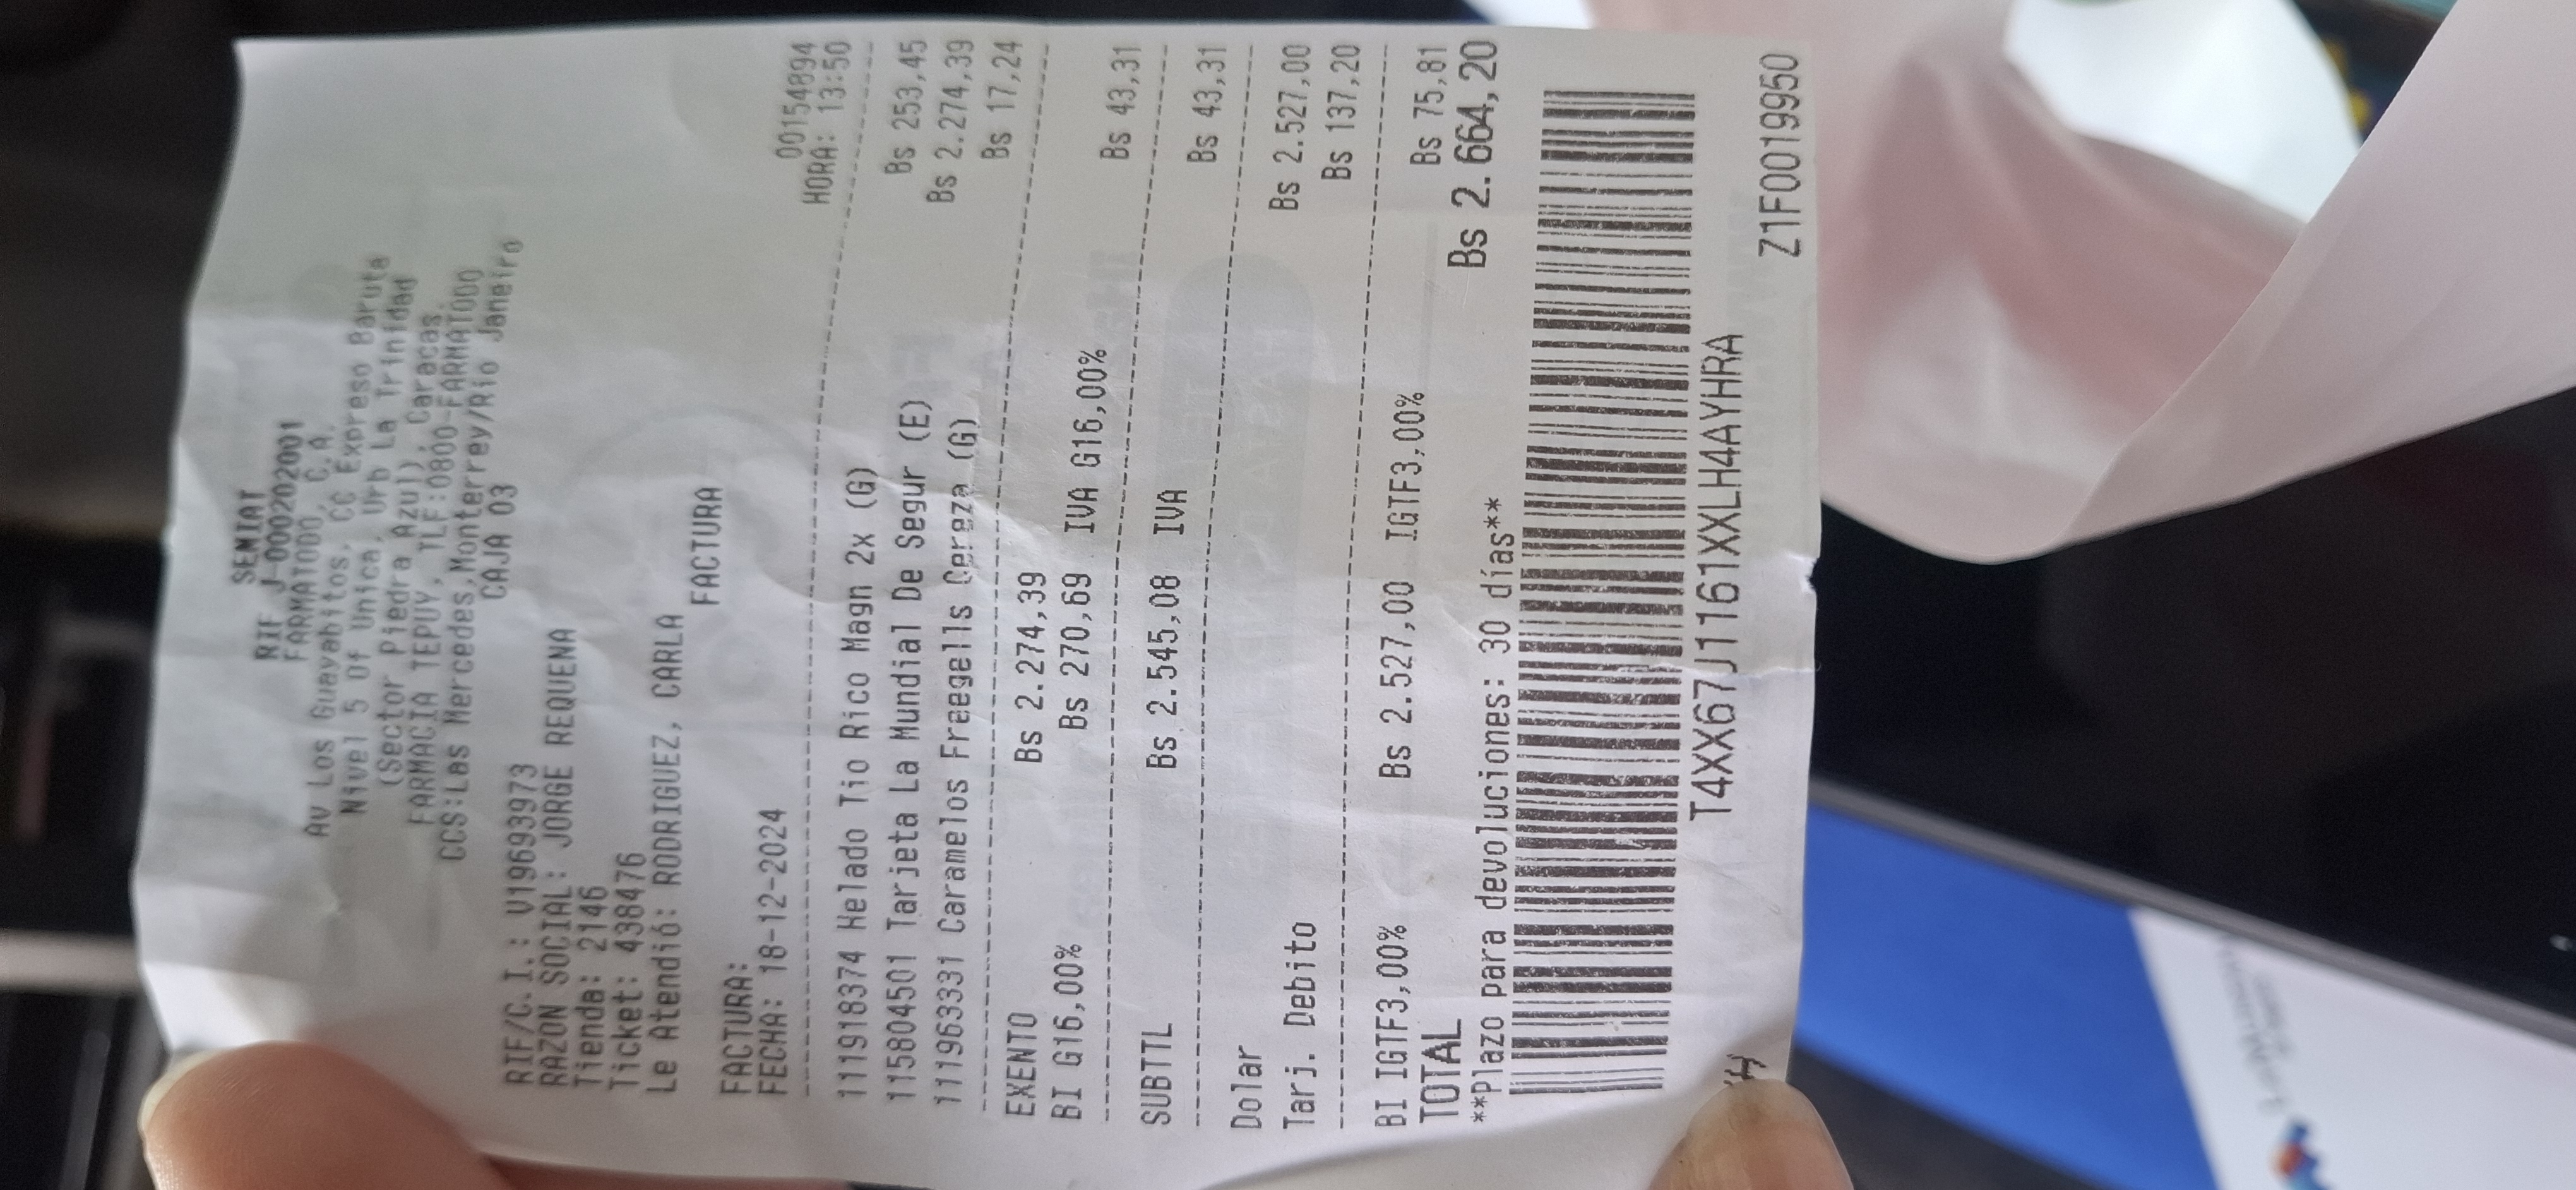 SENIAT
RIF J-000202001
FARMATODO, C.A.
Av Los Guayabitos, CC Expreso Baruta
Nivel 5 Of Unica, Urb La Trinidad
(Sector Piedra Azul), Caracas.
FARMACIA TEPUY, TLF:0800-FARMATODO
CCS:Las Mercedes,Monterrey/Rio Janeiro
CAJA 03
RIF/C.I.: V19693973
RAZON SOCIAL: JORGE REQUENA
Tienda: 2146
Ticket: 438476
Le Atendió: RODRIGUEZ, CARLA
FACTURA
FACTURA: 00154894
FECHA: 18-12-2024 HORA: 13:50
111918374 Helado Tio Rico Magn 2x (G) Bs 253,45
115804501 Tarjeta La Mundial De Segur (E) Bs 2.274,39
111963331 Caramelos Freegells Cereza (G) Bs 17,24
EXENTO Bs 2.274,39
BI G16,00% Bs 270,69 IVA G16,00% Bs 43,31
SUBTTL Bs 2.545,08 IVA Bs 43,31
Dolar Bs 2.527,00
Tarj. Debito Bs 137,20
BI IGTF3,00% Bs 2.527,00 IGTF3,00% Bs 75,81
TOTAL Bs 2.664,20
**Plazo para devoluciones: 30 días**
T4XX67J1161XXLH4AYHRA
Z1F0019950